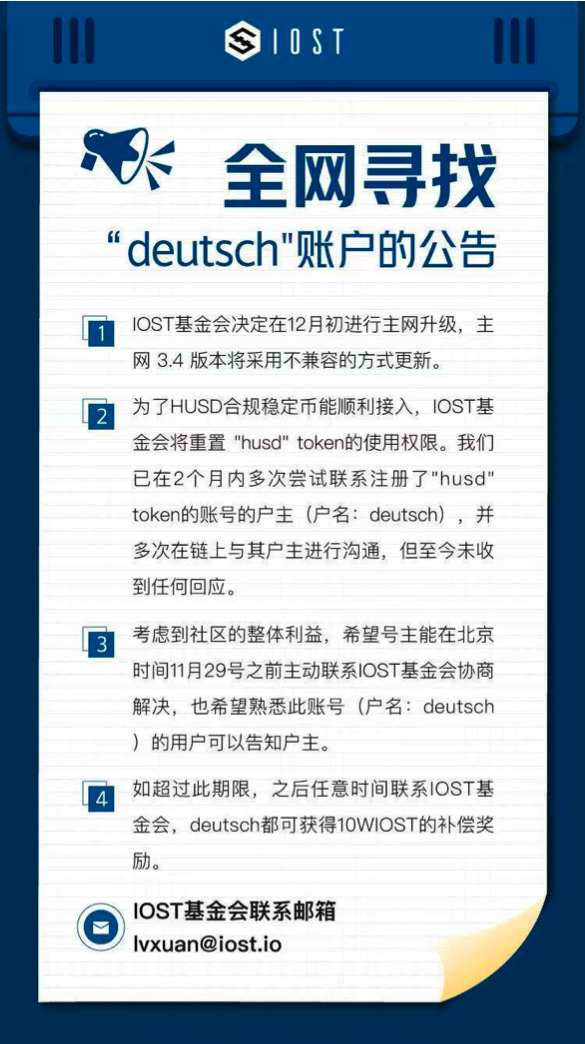 IOST
全网寻找
“deutsch"账户的公告
1
IOST基金会决定在12月初进行主网升级，主
网 3.4 版本将采用不兼容的方式更新。
2
为了HUSD合规稳定币能顺利接入，IOST基
金会将重置 "husd" token的使用权限。我们
已在2个月内多次尝试联系注册了"husd"
token的账号的户主（户名：deutsch），并
多次在链上与其户主进行沟通，但至今未收
到任何回应。
3
考虑到社区的整体利益，希望号主能在北京
时间11月29号之前主动联系IOST基金会协商
解决，也希望熟悉此账号（户名：deutsch
）的用户可以告知户主。
4
如超过此期限，之后任意时间联系IOST基
金会，deutsch都可获得10WIOST的补偿奖
励。
IOST基金会联系邮箱
lvxuan@iost.io